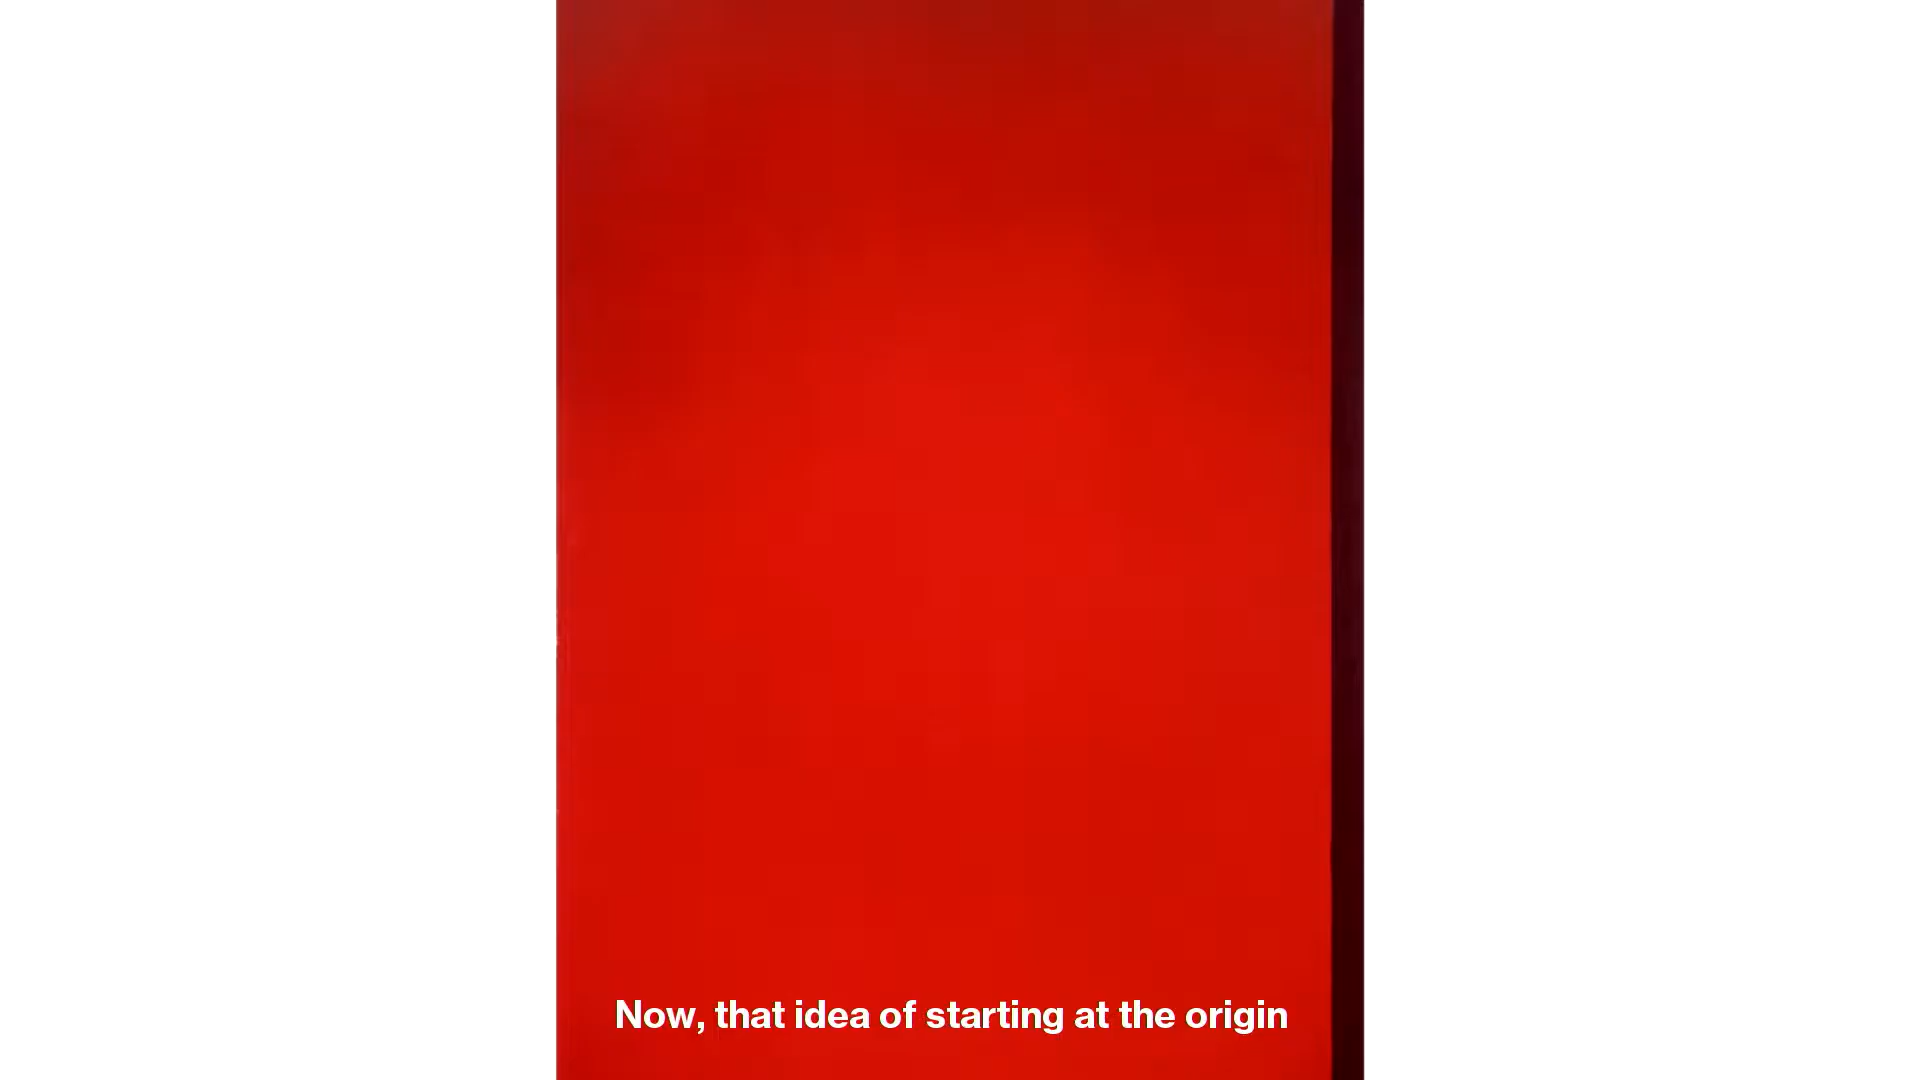 Now, that idea of starting at the origin